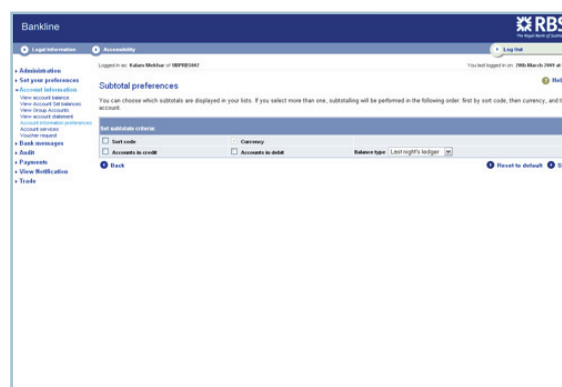 Bankline
RBS
The Royal Bank of Scotl
Legal Information
Accessibility
Log Out
Logged in as: Kalam Mekhar of
You last logged in on: 20th March 2009 at
Administration
Set your preferences
Account information
View account balance
View Account Set balances
View Group Accounts
View account statement
Account information preferences
Account services
Voucher request
Bank messages
Audit
Payments
View Notification
Trade
Hel
Subtotal preferences
You can choose which subtotals are displayed in your lists. If you select more than one, subtotalling will be performed in the following order: first by sort code, then currency, and t
account.
Set subtotals criteria:
Sort code
Currency
Accounts in credit
Accounts in debit
Balance type
Last night's ledger
Back
Reset to default
S